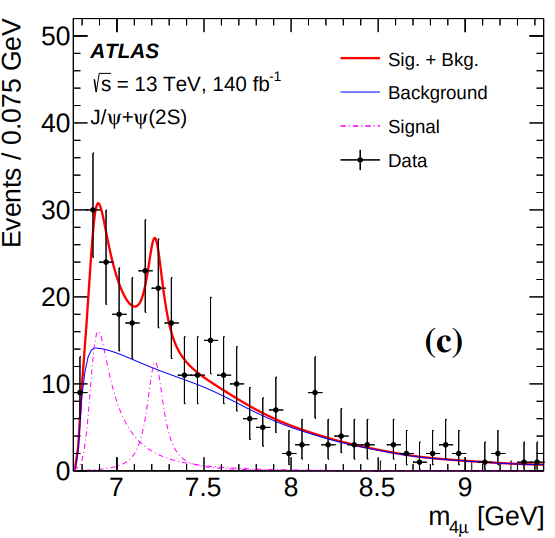 Events / 0.075 GeV
50
40
30
20
10
0
ATLAS
√s = 13 TeV, 140 fb⁻¹
J/ψ+ψ(2S)
Sig. + Bkg.
Background
Signal
Data
(c)
7 7.5 8 8.5 9
m₄μ [GeV]